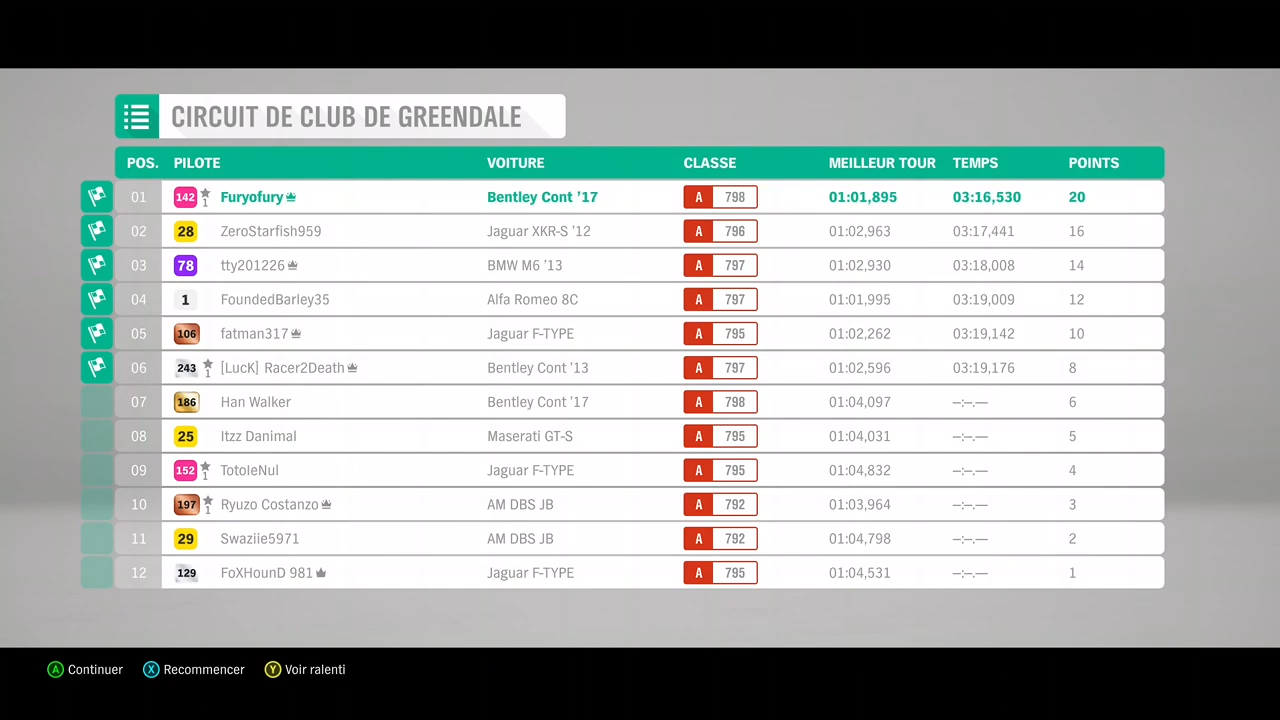 CIRCUIT DE CLUB DE GREENDALE
POS. PILOTE VOITURE CLASSE MEILLEUR TOUR TEMPS POINTS
01 142 1 Furyofury Bentley Cont ’17 A 798 01:01,895 03:16,530 20
02 28 ZeroStarfish959 Jaguar XKR-S ’12 A 796 01:02,963 03:17,441 16
03 78 tty201226 BMW M6 ’13 A 797 01:02,930 03:18,008 14
04 1 FoundedBarley35 Alfa Romeo 8C A 797 01:01,995 03:19,009 12
05 106 fatman317 Jaguar F-TYPE A 795 01:02,262 03:19,142 10
06 243 1 [LucK] Racer2Death Bentley Cont ’13 A 797 01:02,596 03:19,176 8
07 186 Han Walker Bentley Cont ’17 A 798 01:04,097 —:—.— 6
08 25 Itzz Danimal Maserati GT-S A 795 01:04,031 —:—.— 5
09 152 1 TotoleNul Jaguar F-TYPE A 795 01:04,832 —:—.— 4
10 197 1 Ryuzo Costanzo AM DBS JB A 792 01:03,964 —:—.— 3
11 29 Swaziie5971 AM DBS JB A 792 01:04,798 —:—.— 2
12 129 FoXHounD 981 Jaguar F-TYPE A 795 01:04,531 —:—.— 1
A Continuer X Recommencer Y Voir ralenti